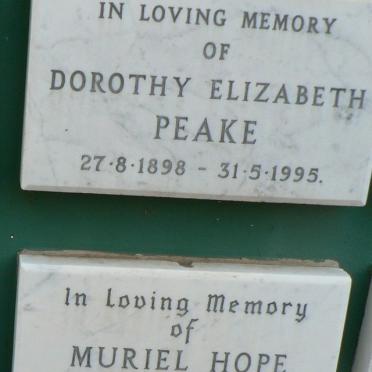 IN LOVING MEMORY
OF
DOROTHY ELIZABETH
PEAKE
27·8·1898 - 31·5·1995.
In Loving Memory
of
MURIEL HOPE